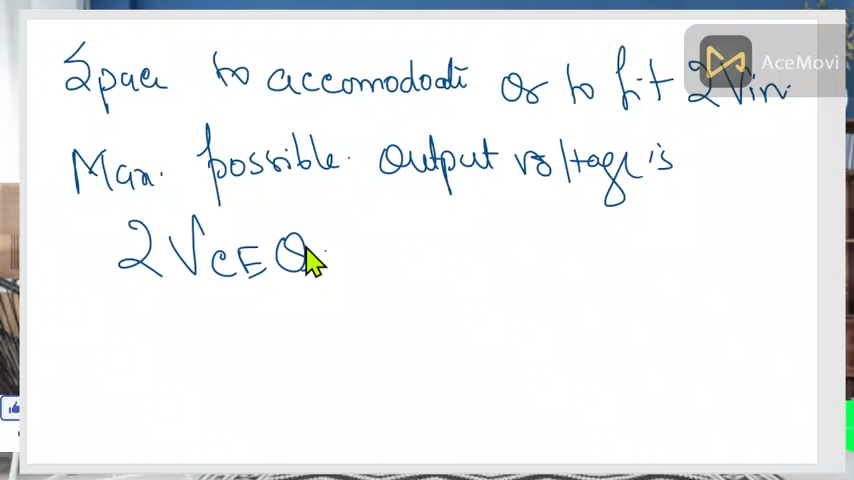 Space to accomodate or to fit 2Vin.
Max. possible output voltage is
2VCEQ
AceMovi